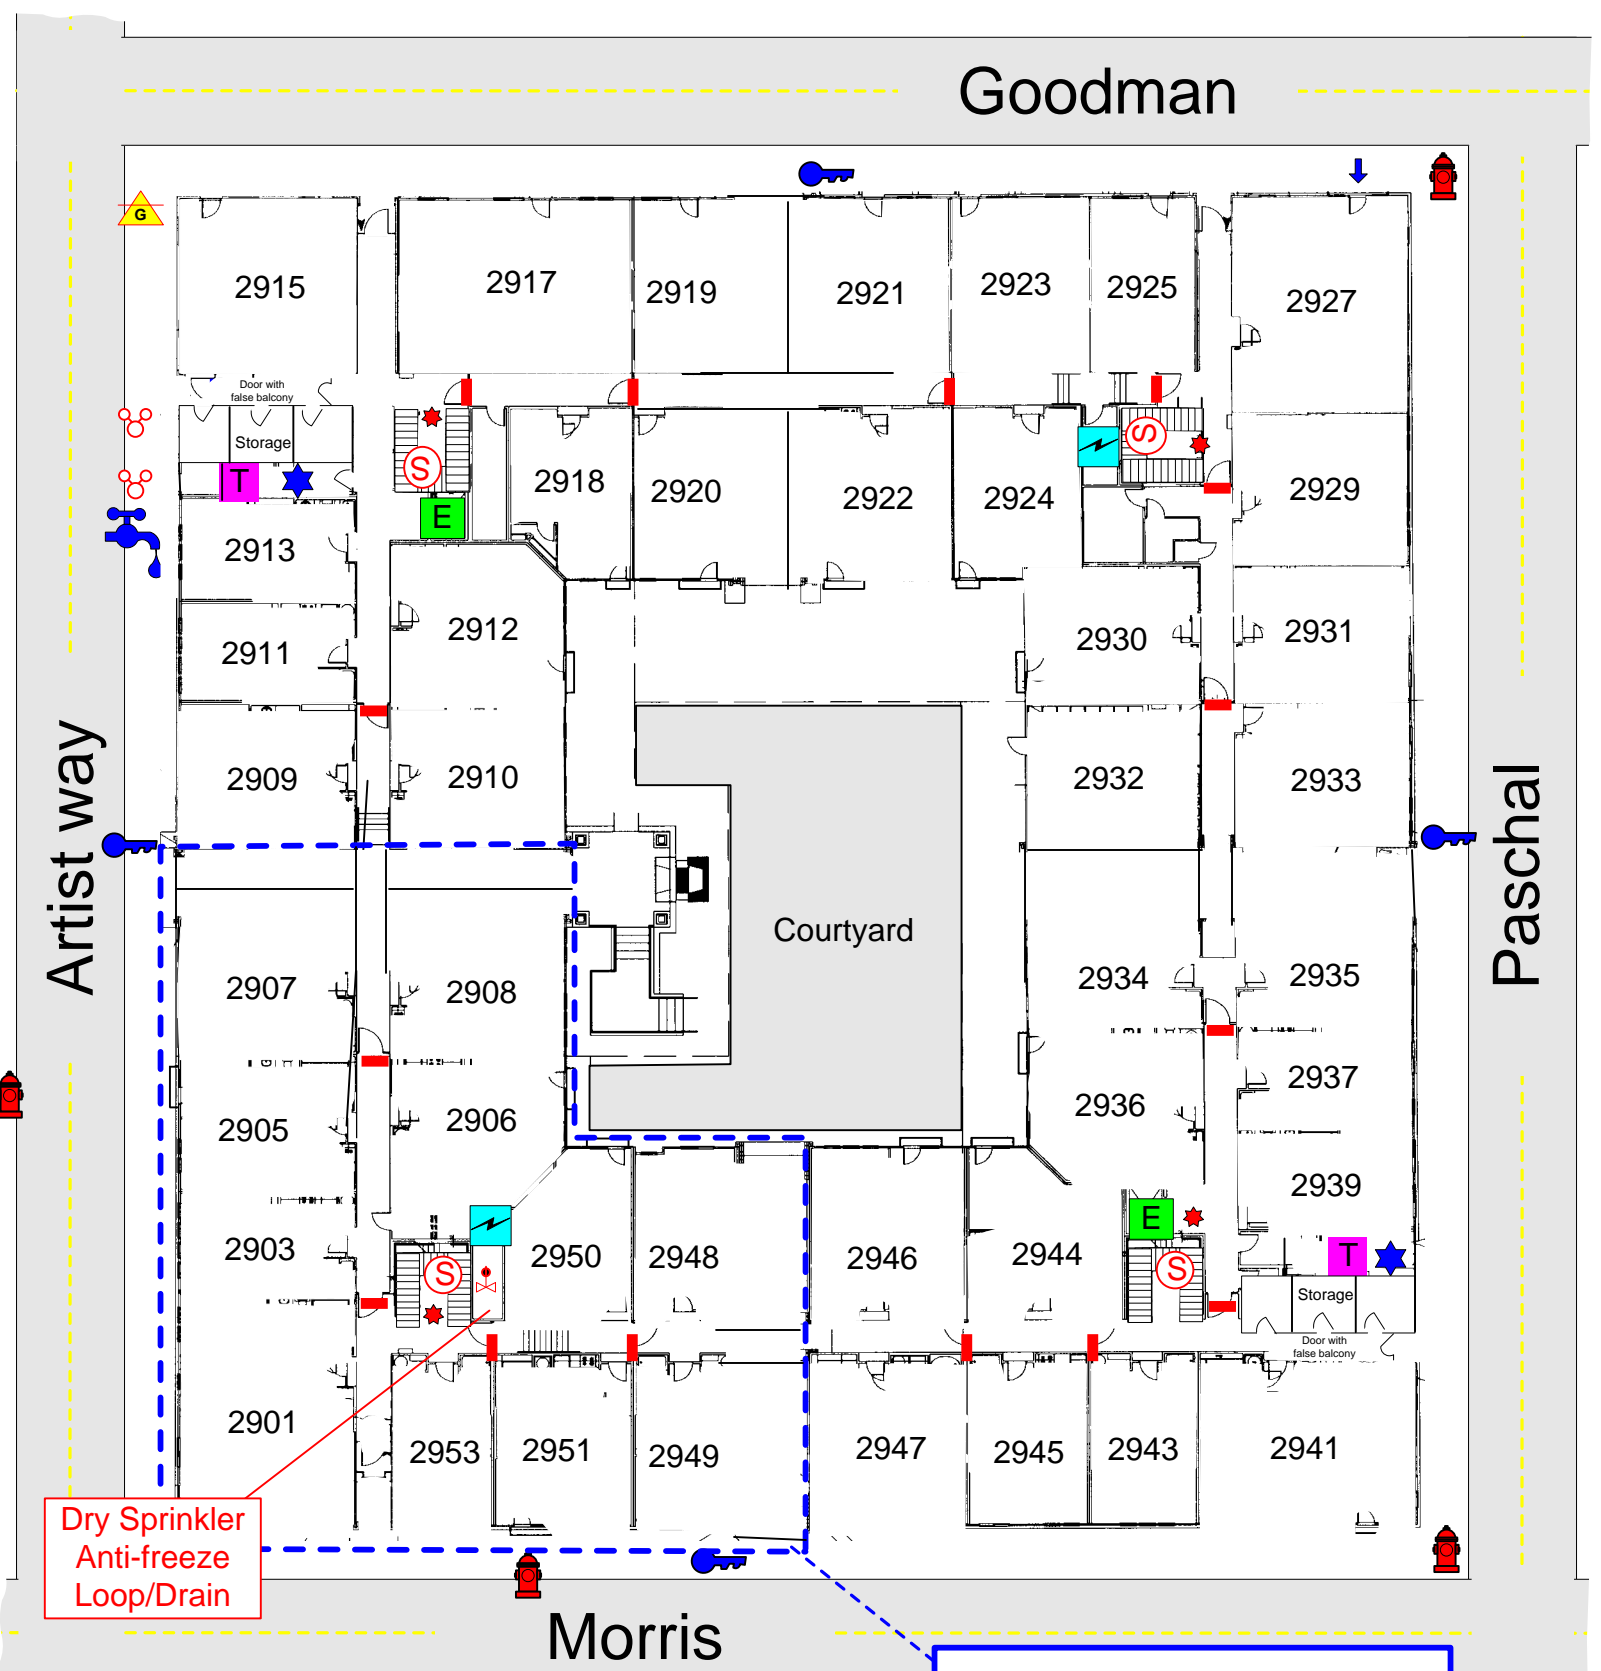 Goodman
G
2915
2917
2919
2921
2923
2925
2927
Door with
false balcony
Storage
T
S
E
2918
2920
2922
2924
S
2929
2913
2911
2912
2930
2931
2909
2910
2932
2933
Artist way
Courtyard
Paschal
2907
2908
2934
2935
2905
2906
2936
2937
2939
2903
S
2950
2948
2946
2944
E
S
T
Storage
Door with
false balcony
2901
2953
2951
2949
2947
2945
2943
2941
Dry Sprinkler
Anti-freeze
Loop/Drain
Morris